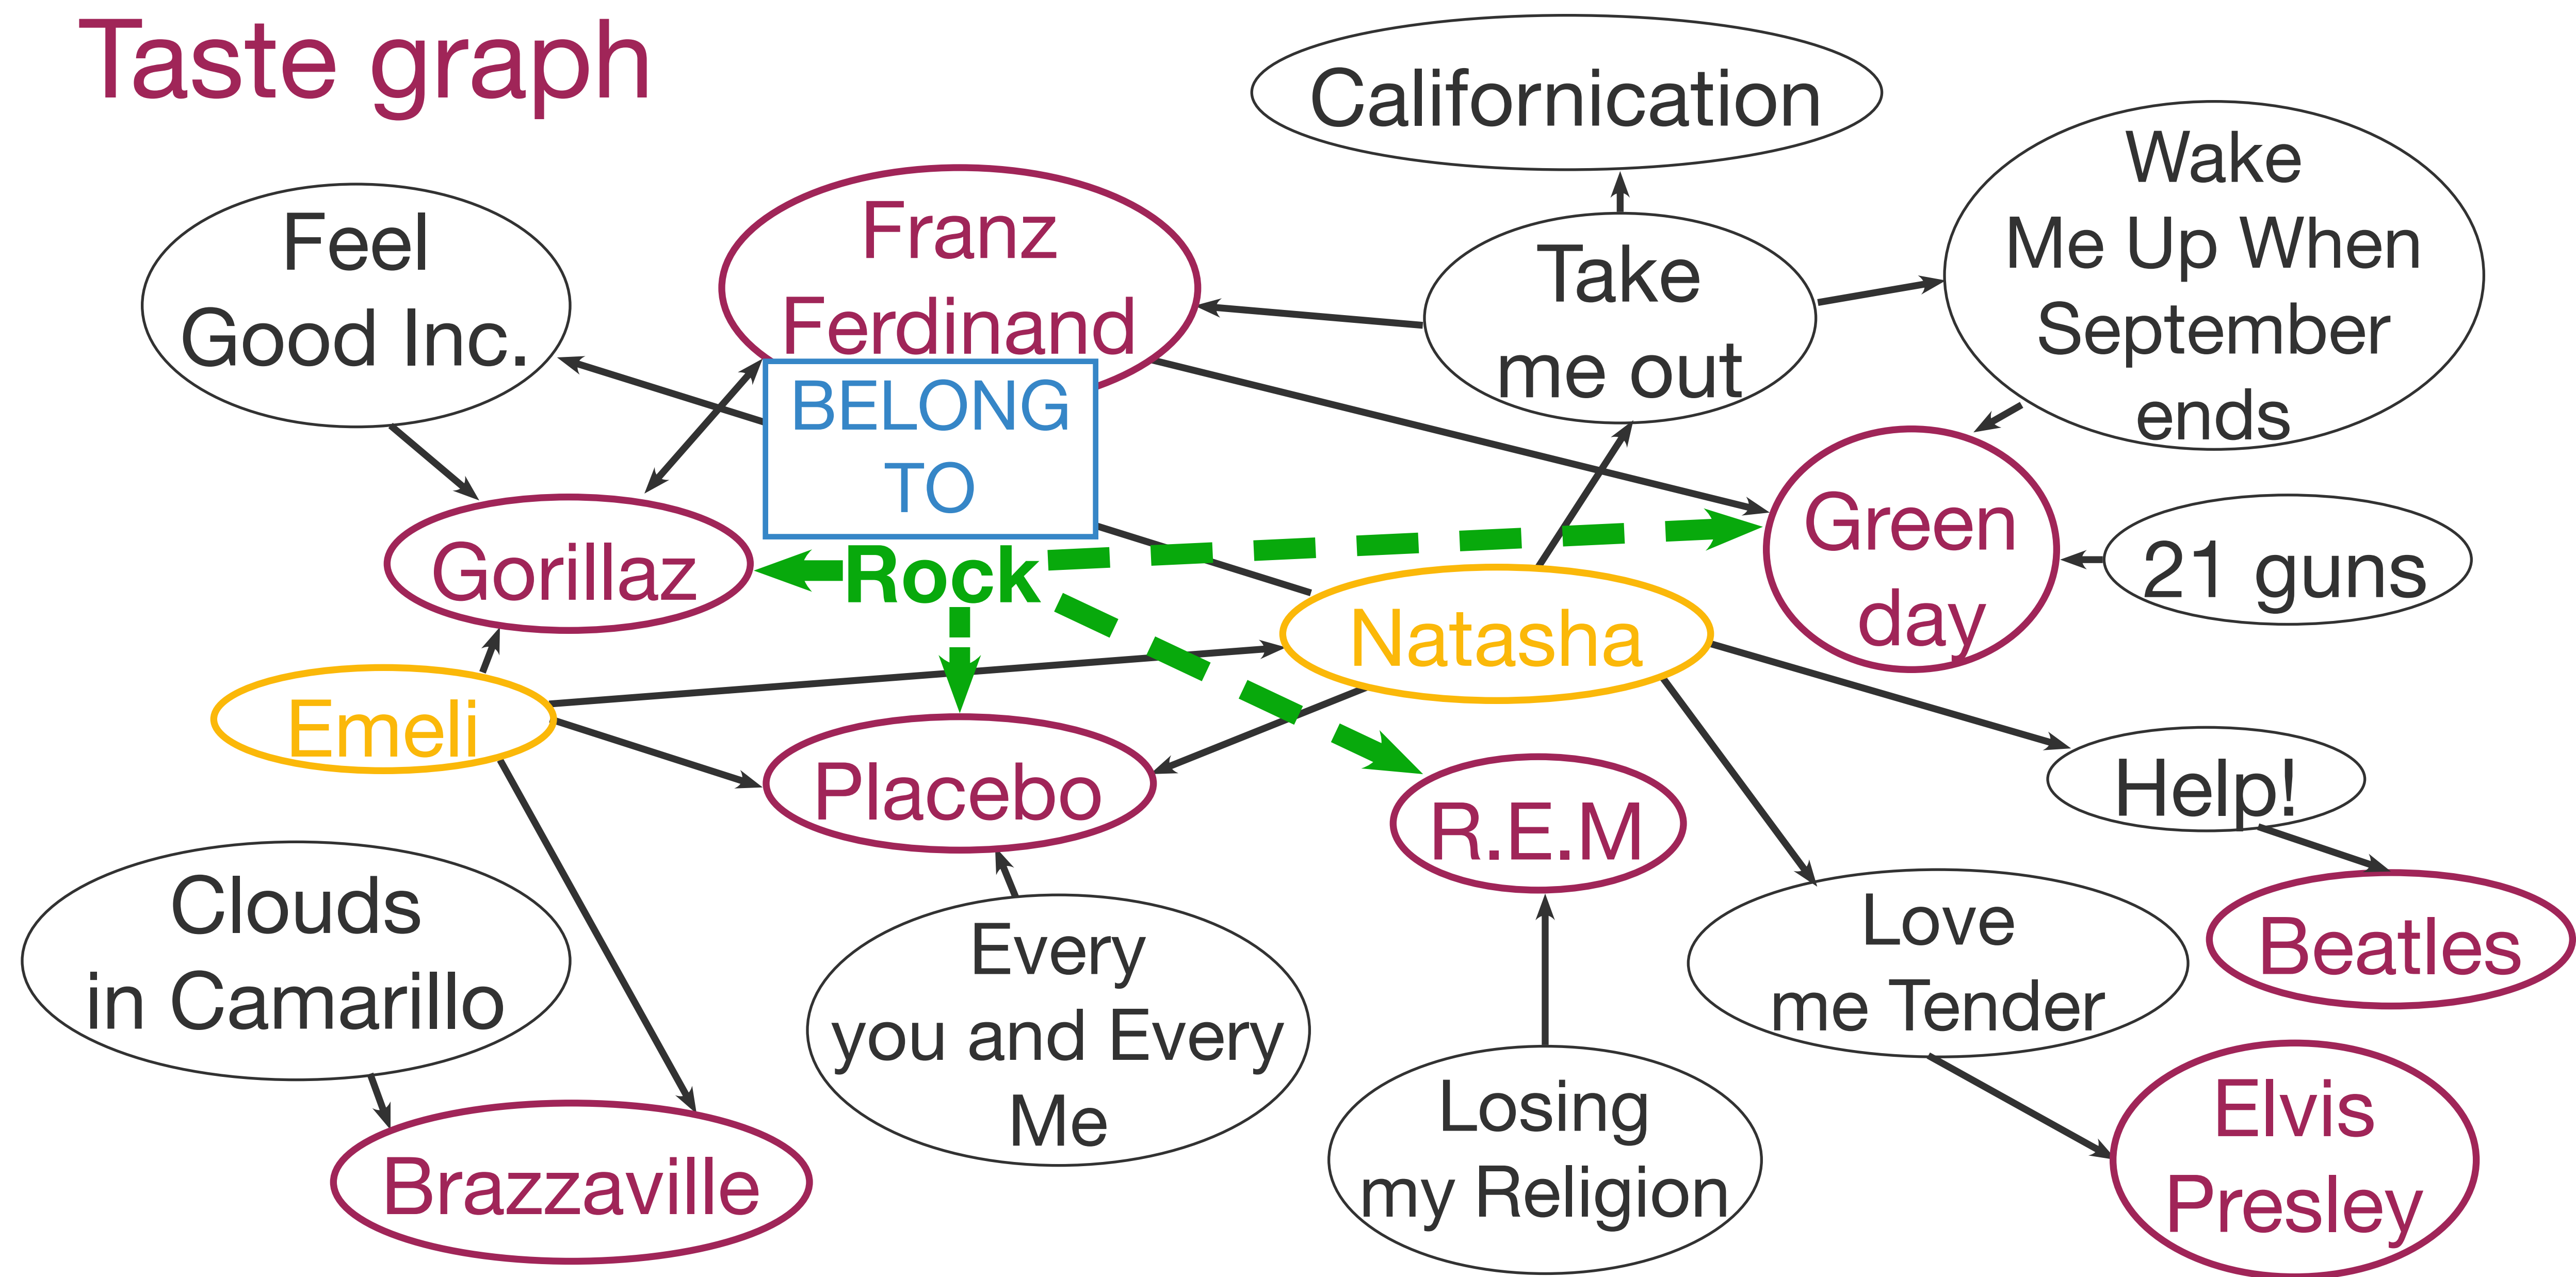 Taste graph
Californication
Wake
Me Up When
September
ends
Feel
Good Inc.
Franz
Ferdinand
Take
me out
BELONG
TO
Green
day
21 guns
Gorillaz
Rock
Natasha
Emeli
Placebo
R.E.M
Help!
Clouds
in Camarillo
Every
you and Every
Me
Love
me Tender
Beatles
Losing
my Religion
Brazzaville
Elvis
Presley